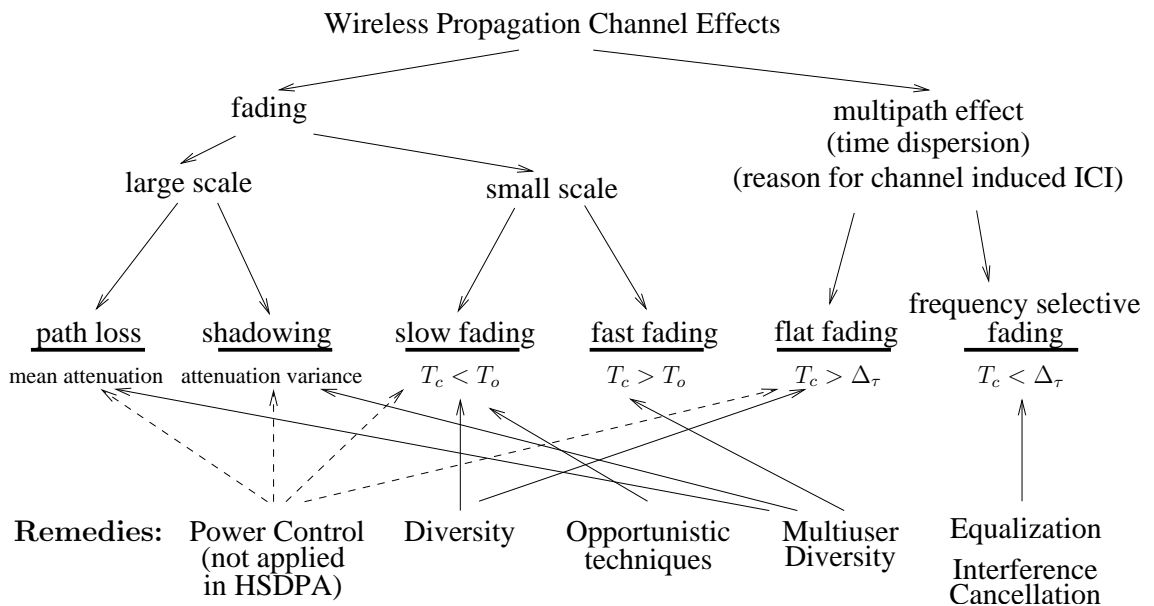 Wireless Propagation Channel Effects
fading
multipath effect
(time dispersion)
(reason for channel induced ICI)
large scale
small scale
path loss
shadowing
slow fading
fast fading
flat fading
frequency selective
fading
mean attenuation
attenuation variance
T_c < T_o
T_c > T_o
T_c > Δ_τ
T_c < Δ_τ
Remedies:
Power Control
(not applied
in HSDPA)
Diversity
Opportunistic
techniques
Multiuser
Diversity
Equalization
Interference
Cancellation